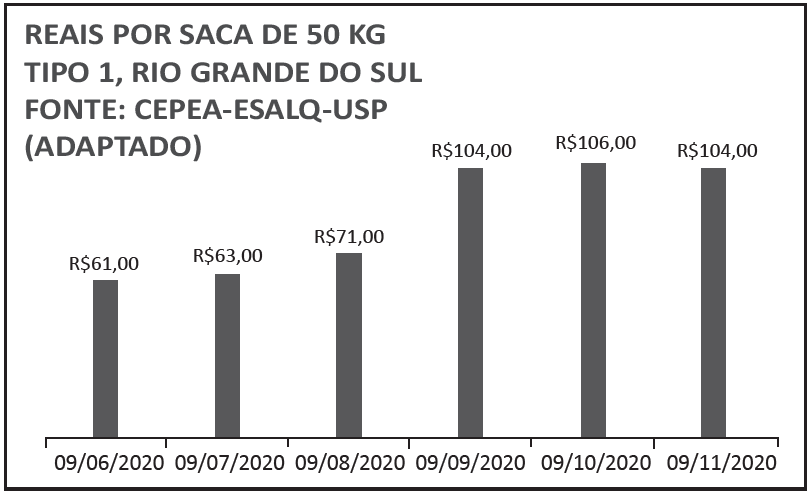 REAIS POR SACA DE 50 KG
TIPO 1, RIO GRANDE DO SUL
FONTE: CEPEA-ESALQ-USP
(ADAPTADO)
R$61,00
R$63,00
R$71,00
R$104,00
R$106,00
R$104,00
09/06/2020 09/07/2020 09/08/2020 09/09/2020 09/10/2020 09/11/2020